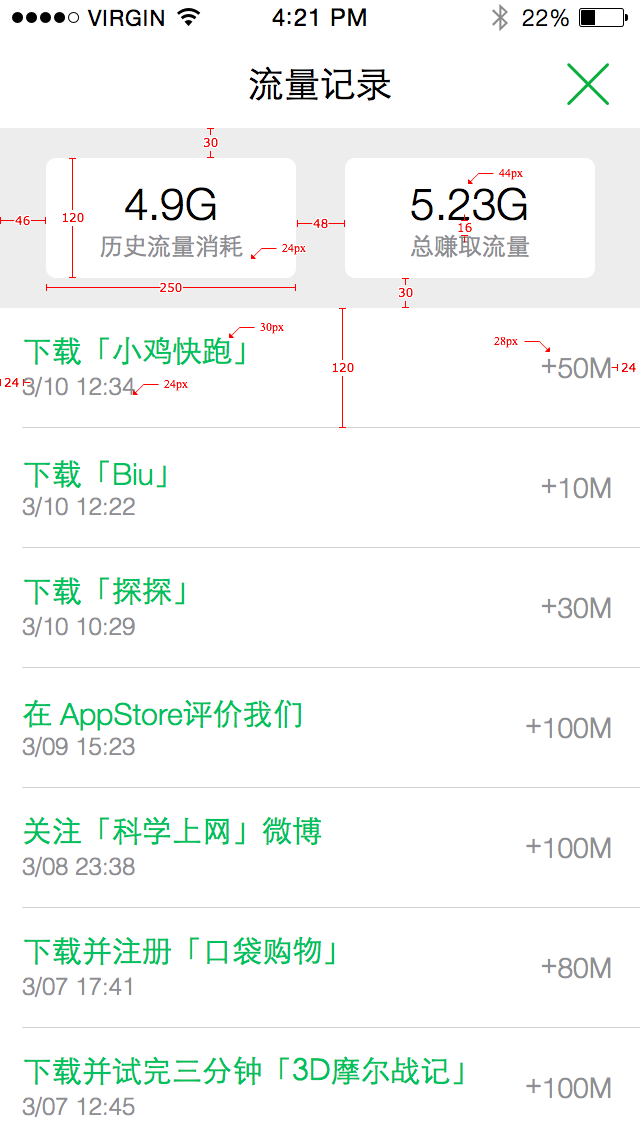 VIRGIN 4:21 PM 22%
流量记录
30
44px
4.9G 5.23G
46 120 48 16
历史流量消耗 24px 总赚取流量
250 30
30px
下载「小鸡快跑」 28px
120 +50M 24
24 3/10 12:34 24px
下载「Biu」
+10M
3/10 12:22
下载「探探」
+30M
3/10 10:29
在 AppStore评价我们
+100M
3/09 15:23
关注「科学上网」微博
+100M
3/08 23:38
下载并注册「口袋购物」
+80M
3/07 17:41
下载并试完三分钟「3D摩尔战记」
+100M
3/07 12:45